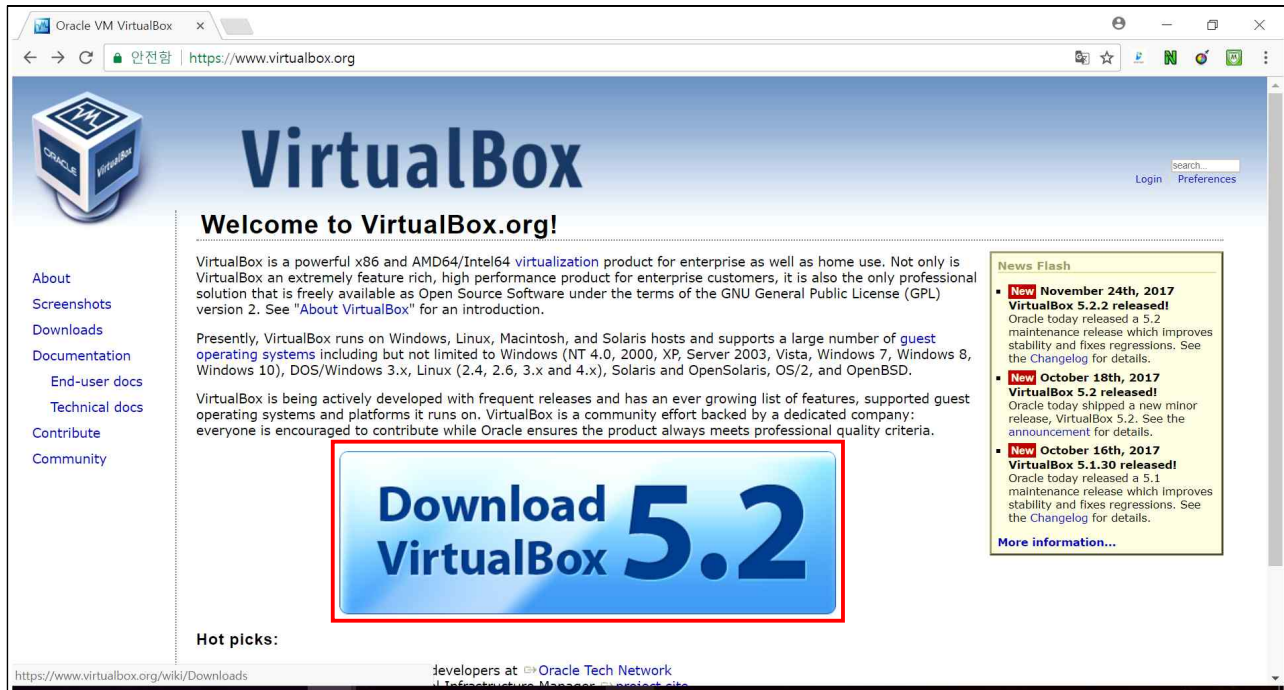 Oracle VM VirtualBox
안전함 https://www.virtualbox.org
ORACLE
VM
VirtualBox
VirtualBox
search...
Login Preferences
Welcome to VirtualBox.org!
About
Screenshots
Downloads
Documentation
End-user docs
Technical docs
Contribute
Community
VirtualBox is a powerful x86 and AMD64/Intel64 virtualization product for enterprise as well as home use. Not only is
VirtualBox an extremely feature rich, high performance product for enterprise customers, it is also the only professional
solution that is freely available as Open Source Software under the terms of the GNU General Public License (GPL)
version 2. See "About VirtualBox" for an introduction.
Presently, VirtualBox runs on Windows, Linux, Macintosh, and Solaris hosts and supports a large number of guest
operating systems including but not limited to Windows (NT 4.0, 2000, XP, Server 2003, Vista, Windows 7, Windows 8,
Windows 10), DOS/Windows 3.x, Linux (2.4, 2.6, 3.x and 4.x), Solaris and OpenSolaris, OS/2, and OpenBSD.
VirtualBox is being actively developed with frequent releases and has an ever growing list of features, supported guest
operating systems and platforms it runs on. VirtualBox is a community effort backed by a dedicated company:
everyone is encouraged to contribute while Oracle ensures the product always meets professional quality criteria.
Download
VirtualBox 5.2
Hot picks:
developers at Oracle Tech Network
Infrastructure Manager project site
News Flash
New November 24th, 2017
VirtualBox 5.2.2 released!
Oracle today released a 5.2
maintenance release which improves
stability and fixes regressions. See
the Changelog for details.
New October 18th, 2017
VirtualBox 5.2 released!
Oracle today shipped a new minor
release, VirtualBox 5.2. See the
announcement for details.
New October 16th, 2017
VirtualBox 5.1.30 released!
Oracle today released a 5.1
maintenance release which improves
stability and fixes regressions. See
the Changelog for details.
More information...
https://www.virtualbox.org/wiki/Downloads